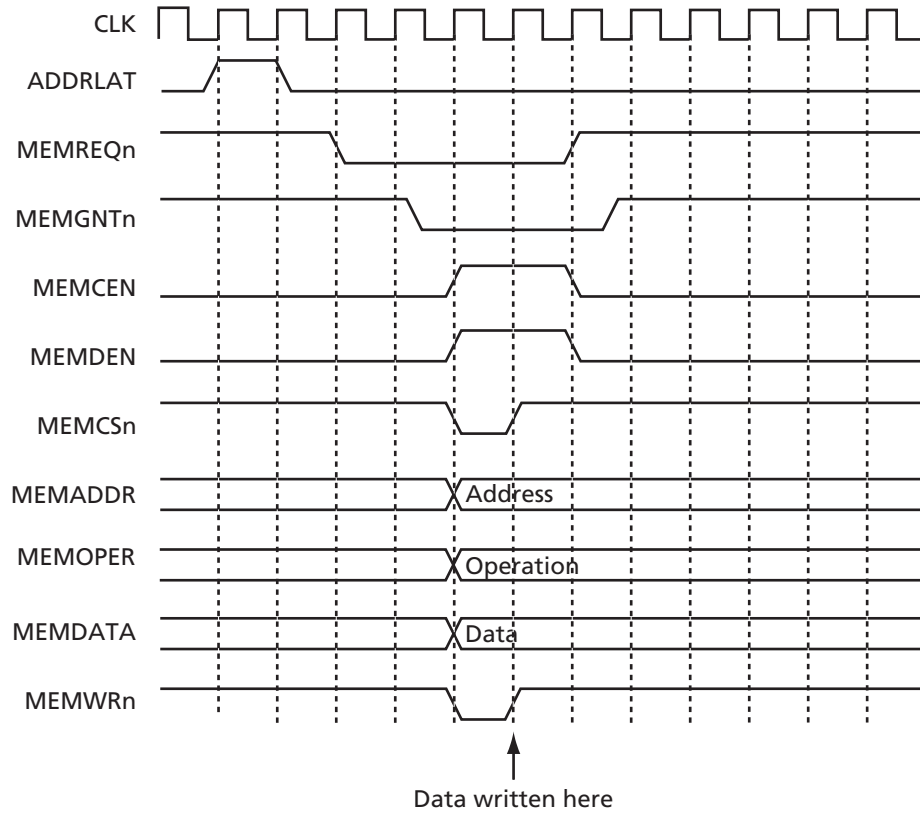 CLK
ADDRLAT
MEMREQn
MEMGNTn
MEMCEN
MEMDEN
MEMCSn
MEMADDR
Address
MEMOPER
Operation
MEMDATA
Data
MEMWRn
Data written here